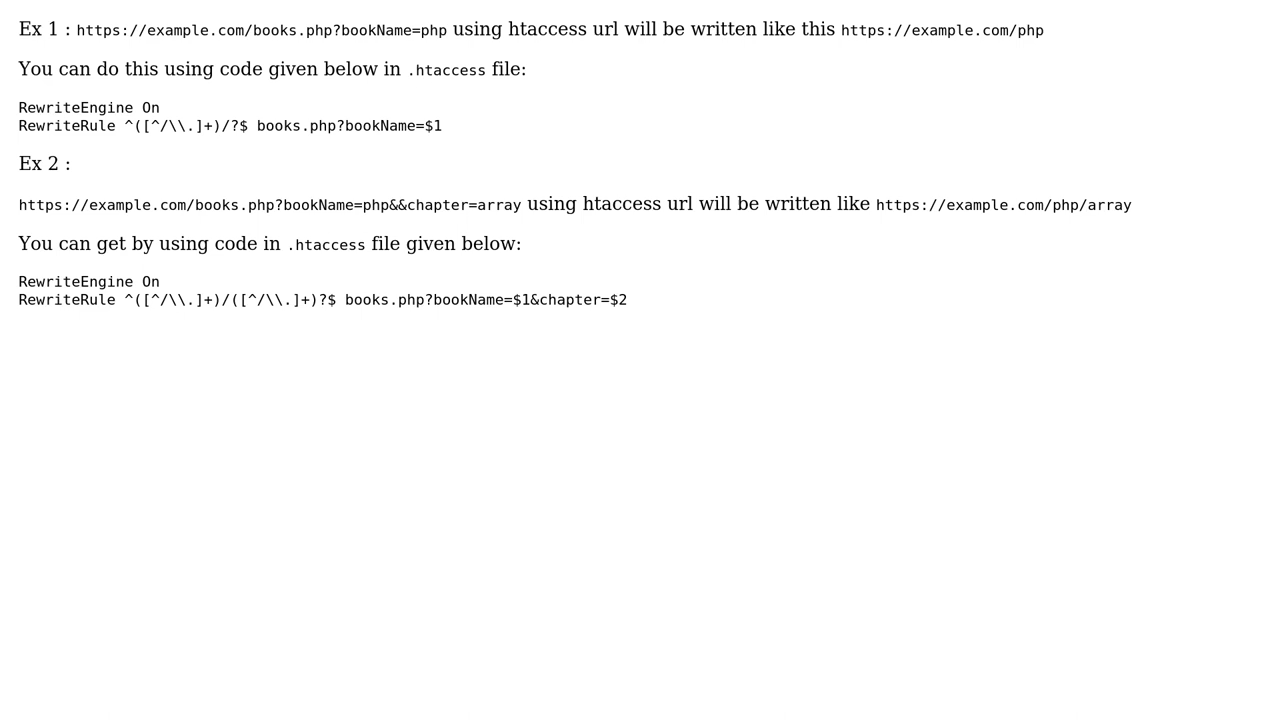 Ex 1 : https://example.com/books.php?bookName=php using htaccess url will be written like this https://example.com/php
You can do this using code given below in .htaccess file:
RewriteEngine On
RewriteRule ^([^/\\.]+)/?$ books.php?bookName=$1
Ex 2 :
https://example.com/books.php?bookName=php&&chapter=array using htaccess url will be written like https://example.com/php/array
You can get by using code in .htaccess file given below:
RewriteEngine On
RewriteRule ^([^/\\.]+)/([^/\\.]+)?$ books.php?bookName=$1&chapter=$2